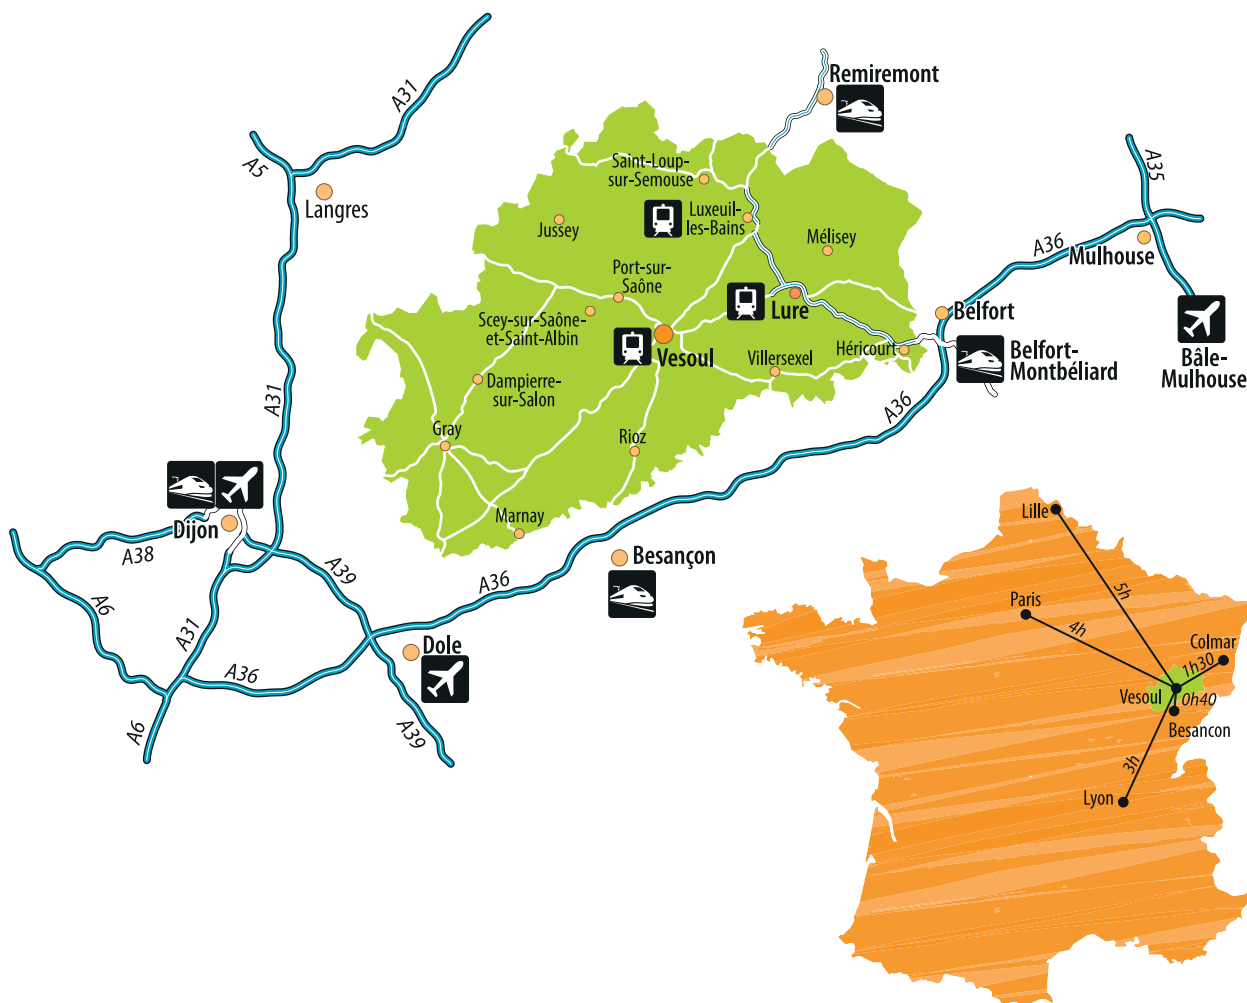 Remiremont
A31
A5
Langres
Saint-Loup-
sur-Semouse
Luxeuil-
les-Bains
Jussey
Mélisey
A35
A36
Mulhouse
Port-sur-
Saône
Scey-sur-Saône-
et-Saint-Albin
Lure
Belfort
Bâle-
Mulhouse
Vesoul
Villersexel
Héricourt
Belfort-
Montbéliard
A31
Dampierre-
sur-Salon
A36
Gray
Rioz
Marnay
Dijon
A38
A39
Besançon
A36
A6
A31
A36
Dole
A6
A39
Lille
5h
Paris
4h
Colmar
1h30
Vesoul
0h40
Besancon
3h
Lyon